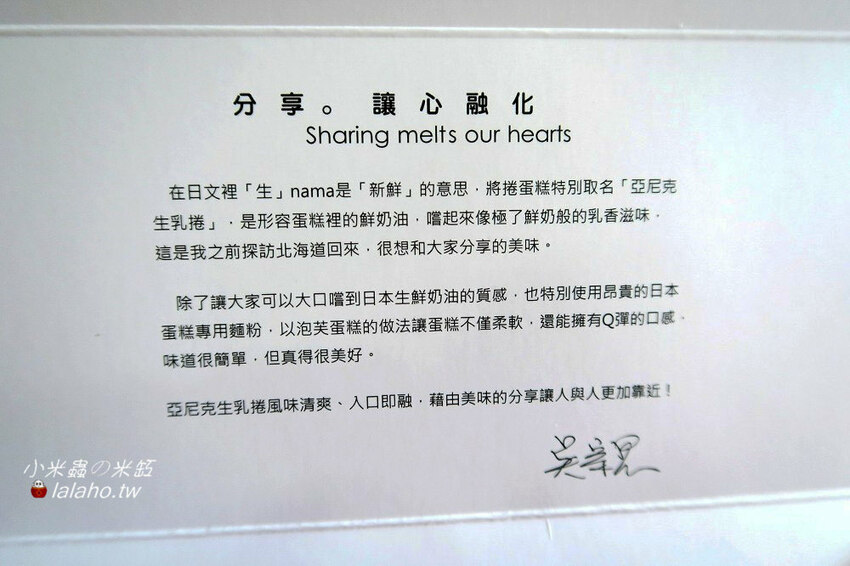 分享。讓心融化
Sharing melts our hearts
在日文裡「生」nama是「新鮮」的意思，將捲蛋糕特別取名「亞尼克
生乳捲」，是形容蛋糕裡的鮮奶油，嚐起來像極了鮮奶般的乳香滋味，
這是我之前探訪北海道回來，很想和大家分享的美味。
除了讓大家可以大口嚐到日本生鮮奶油的質感，也特別使用昂貴的日本
蛋糕專用麵粉，以泡芙蛋糕的做法讓蛋糕不僅柔軟，還能擁有Q彈的口感，
味道很簡單，但真得很美好。
亞尼克生乳捲風味清爽、入口即融，藉由美味的分享讓人與人更加靠近！
小米蟲の米缸
lalaho.tw